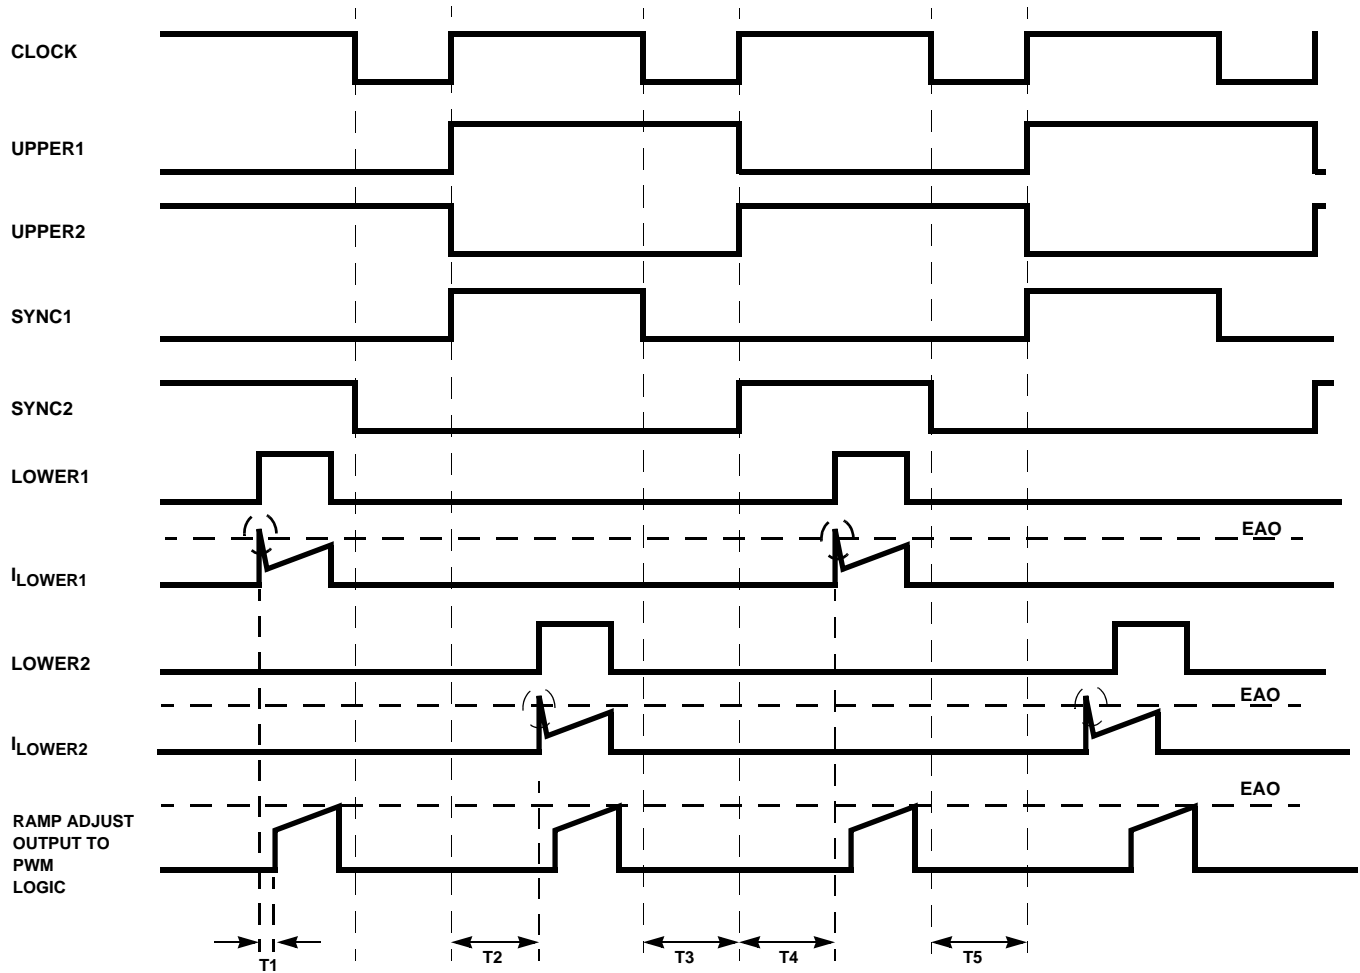 CLOCK
UPPER1
UPPER2
SYNC1
SYNC2
LOWER1
EAO
ILOWER1
LOWER2
EAO
ILOWER2
EAO
RAMP ADJUST
OUTPUT TO
PWM
LOGIC
T1
T2
T3
T4
T5